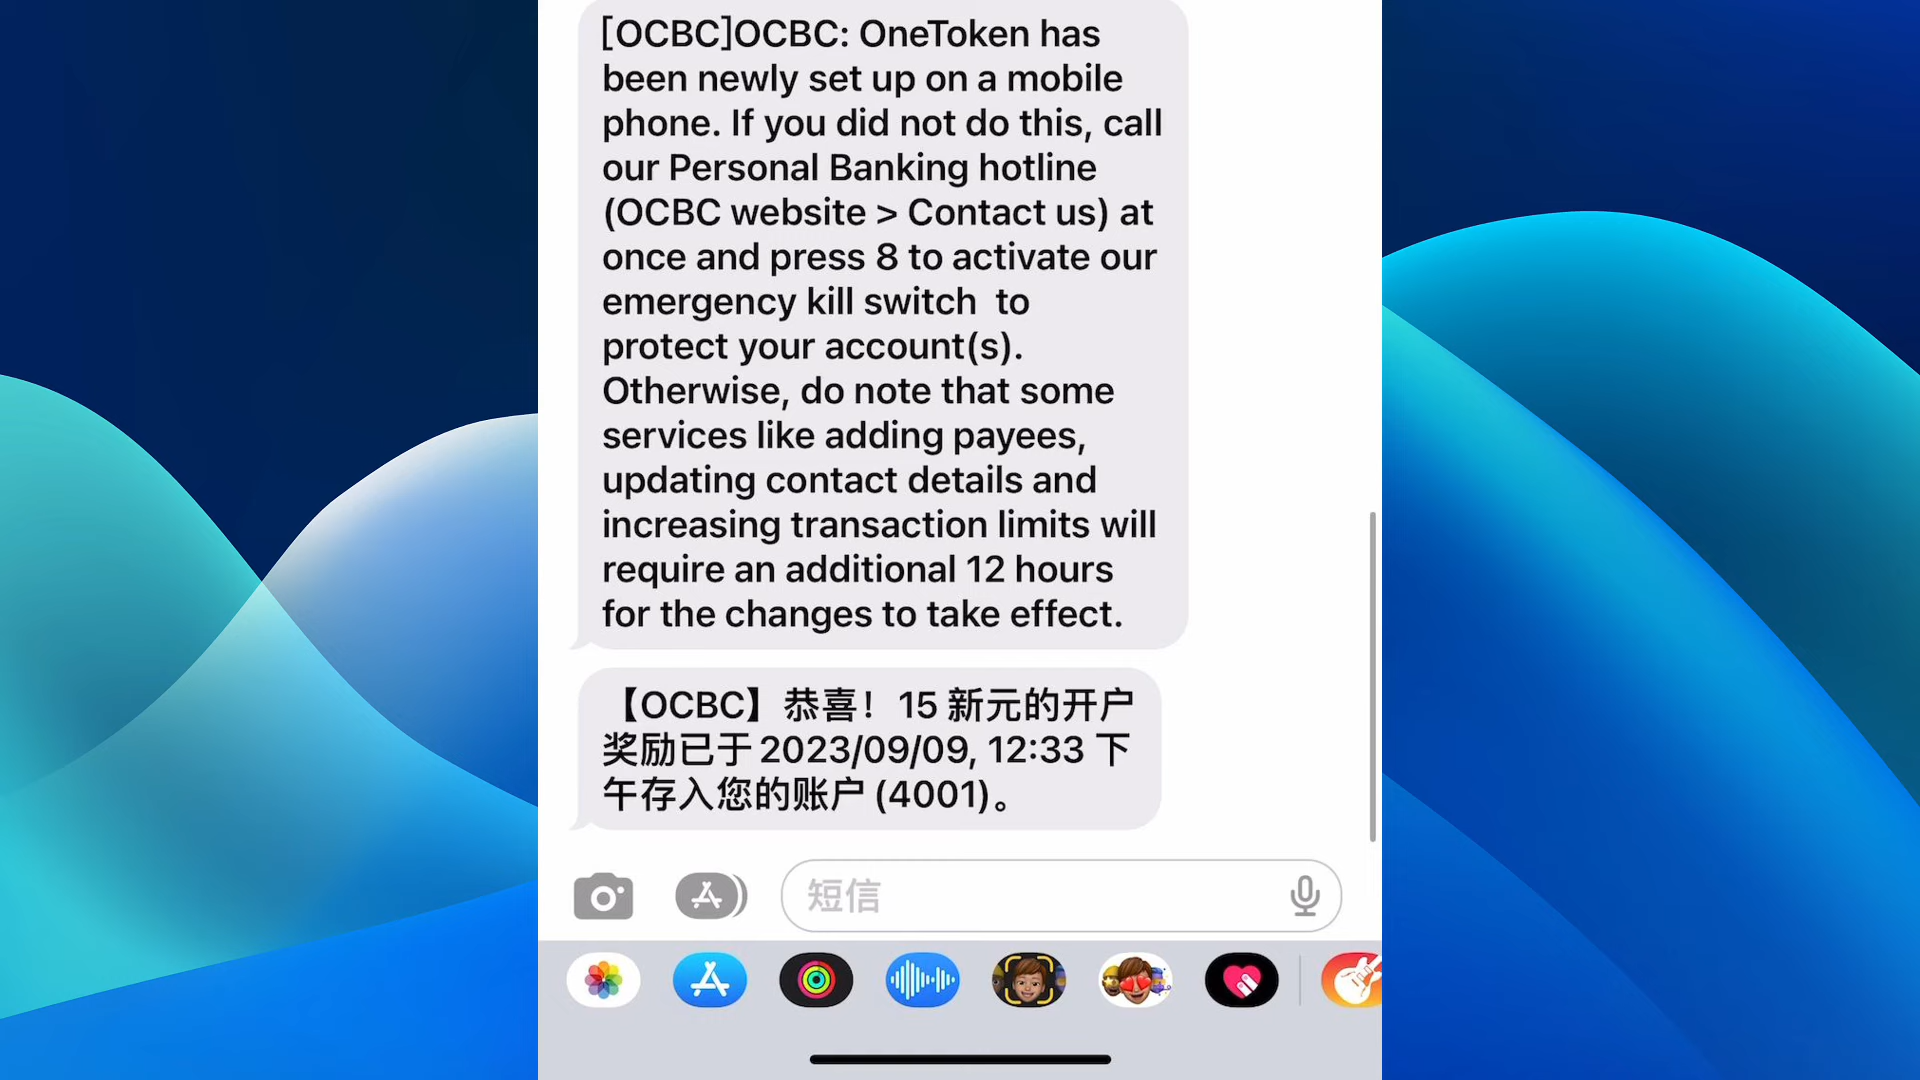 [OCBC]OCBC: OneToken has
been newly set up on a mobile
phone. If you did not do this, call
our Personal Banking hotline
(OCBC website > Contact us) at
once and press 8 to activate our
emergency kill switch  to
protect your account(s).
Otherwise, do note that some
services like adding payees,
updating contact details and
increasing transaction limits will
require an additional 12 hours
for the changes to take effect.
【OCBC】恭喜！15 新元的开户
奖励已于 2023/09/09, 12:33 下
午存入您的账户 (4001)。
短信